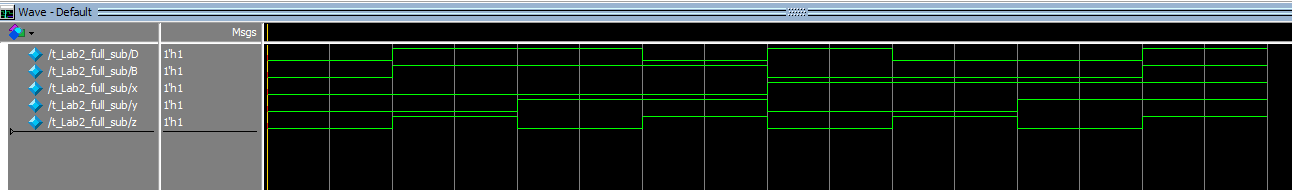 Wave - Default
Msgs
/t_Lab2_full_sub/D 1'h1
/t_Lab2_full_sub/B 1'h1
/t_Lab2_full_sub/x 1'h1
/t_Lab2_full_sub/y 1'h1
/t_Lab2_full_sub/z 1'h1